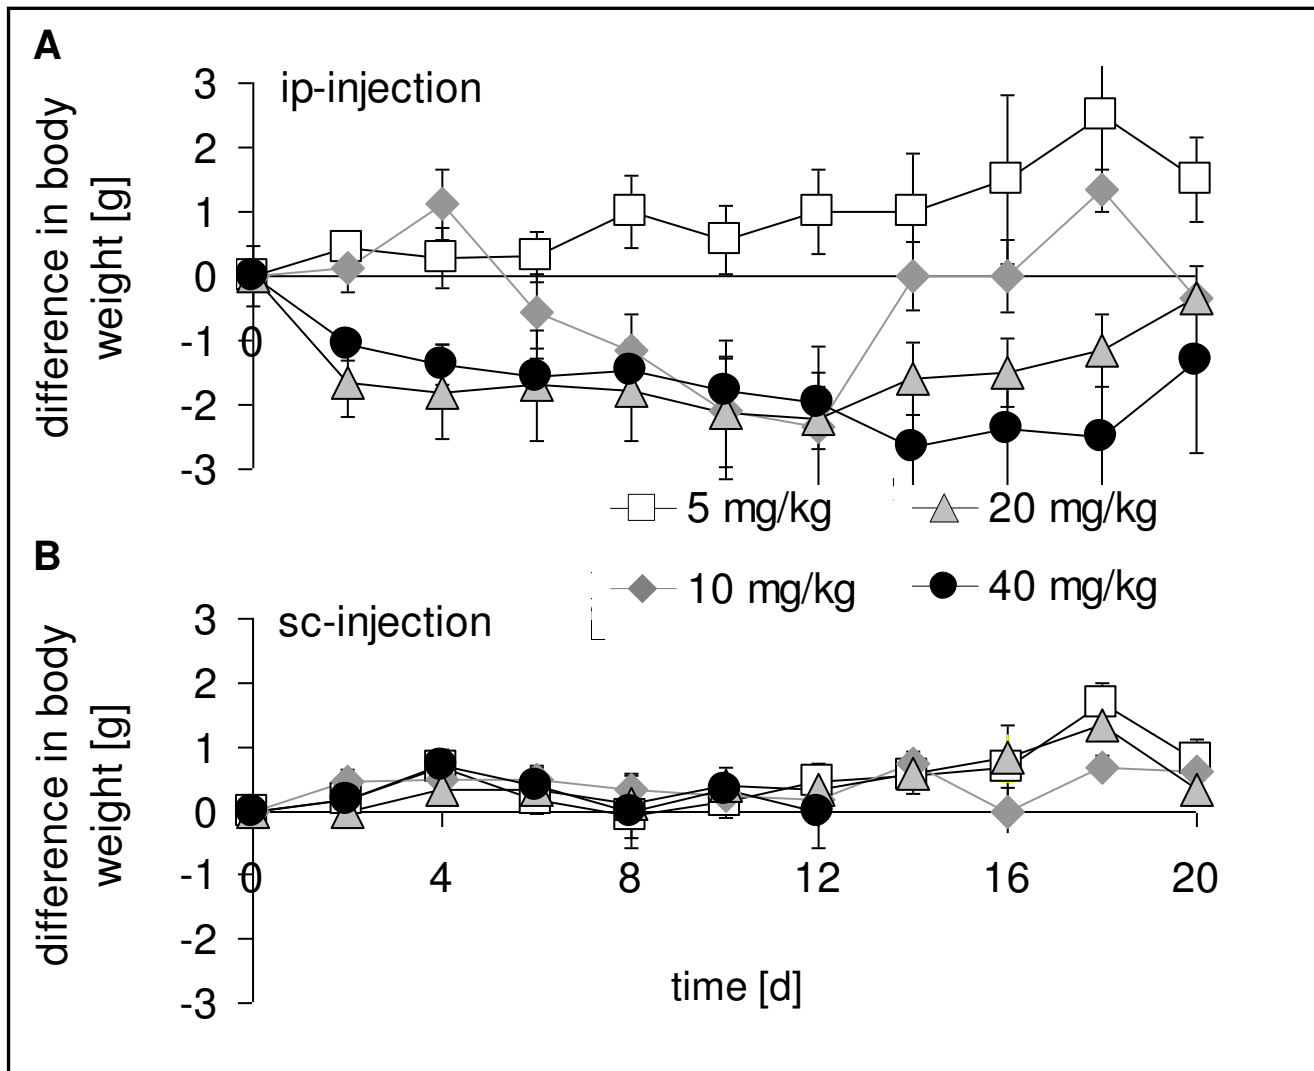 A
difference in body
weight [g]
ip-injection
3
2
1
0
-1
0
-2
-3
5 mg/kg
20 mg/kg
10 mg/kg
40 mg/kg
B
difference in body
weight [g]
sc-injection
3
2
1
0
-1
-2
-3
0 4 8 12 16 20
time [d]